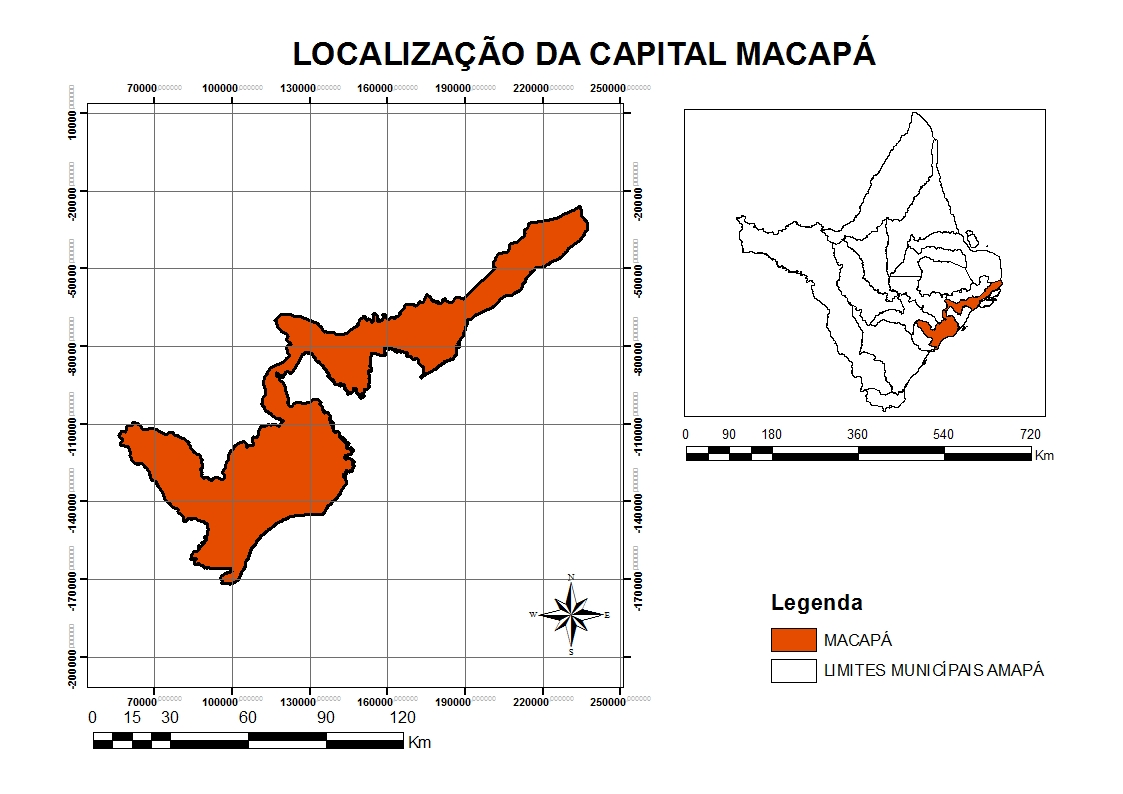 LOCALIZAÇÃO DA CAPITAL MACAPÁ
70000 100000 130000 160000 190000 220000 250000
10000
-20000
-50000
-80000
-110000
-140000
-170000
-200000
-20000
-50000
-80000
-110000
-140000
-170000
N
W E
S
70000 100000 130000 160000 190000 220000 250000
0 15 30 60 90 120
Km
0 90 180 360 540 720
Km
Legenda
MACAPÁ
LIMITES MUNICÍPAIS AMAPÁ